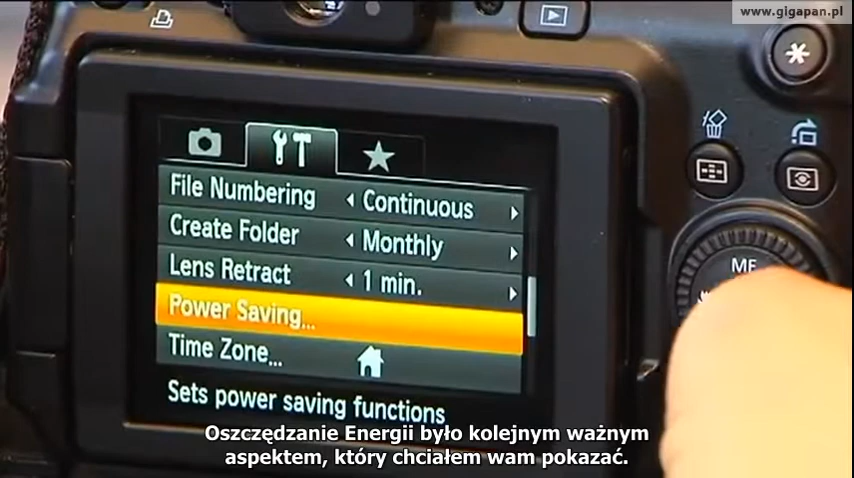 www.gigapan.pl
File Numbering Continuous
Create Folder Monthly
Lens Retract 1 min.
Power Saving...
Time Zone...
Sets power saving functions
MF
Oszczędzanie Energii było kolejnym ważnym
aspektem, który chciałem wam pokazać.